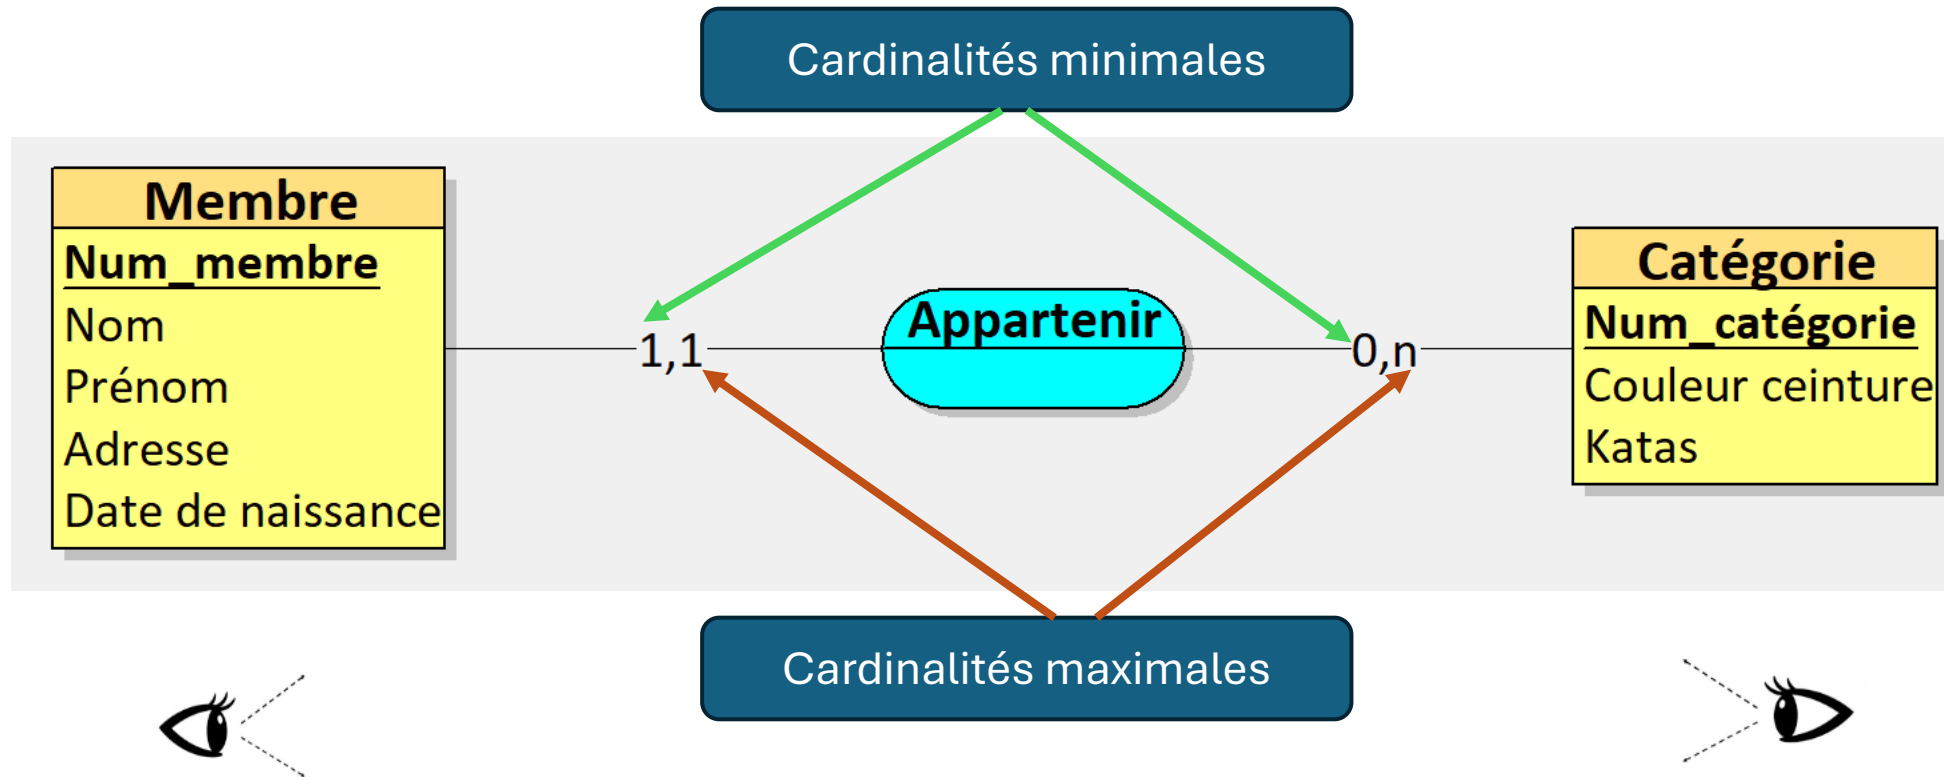 Cardinalités minimales
Membre
Num_membre
Nom
Prénom
Adresse
Date de naissance
1,1
Appartenir
0,n
Catégorie
Num_catégorie
Couleur ceinture
Katas
Cardinalités maximales